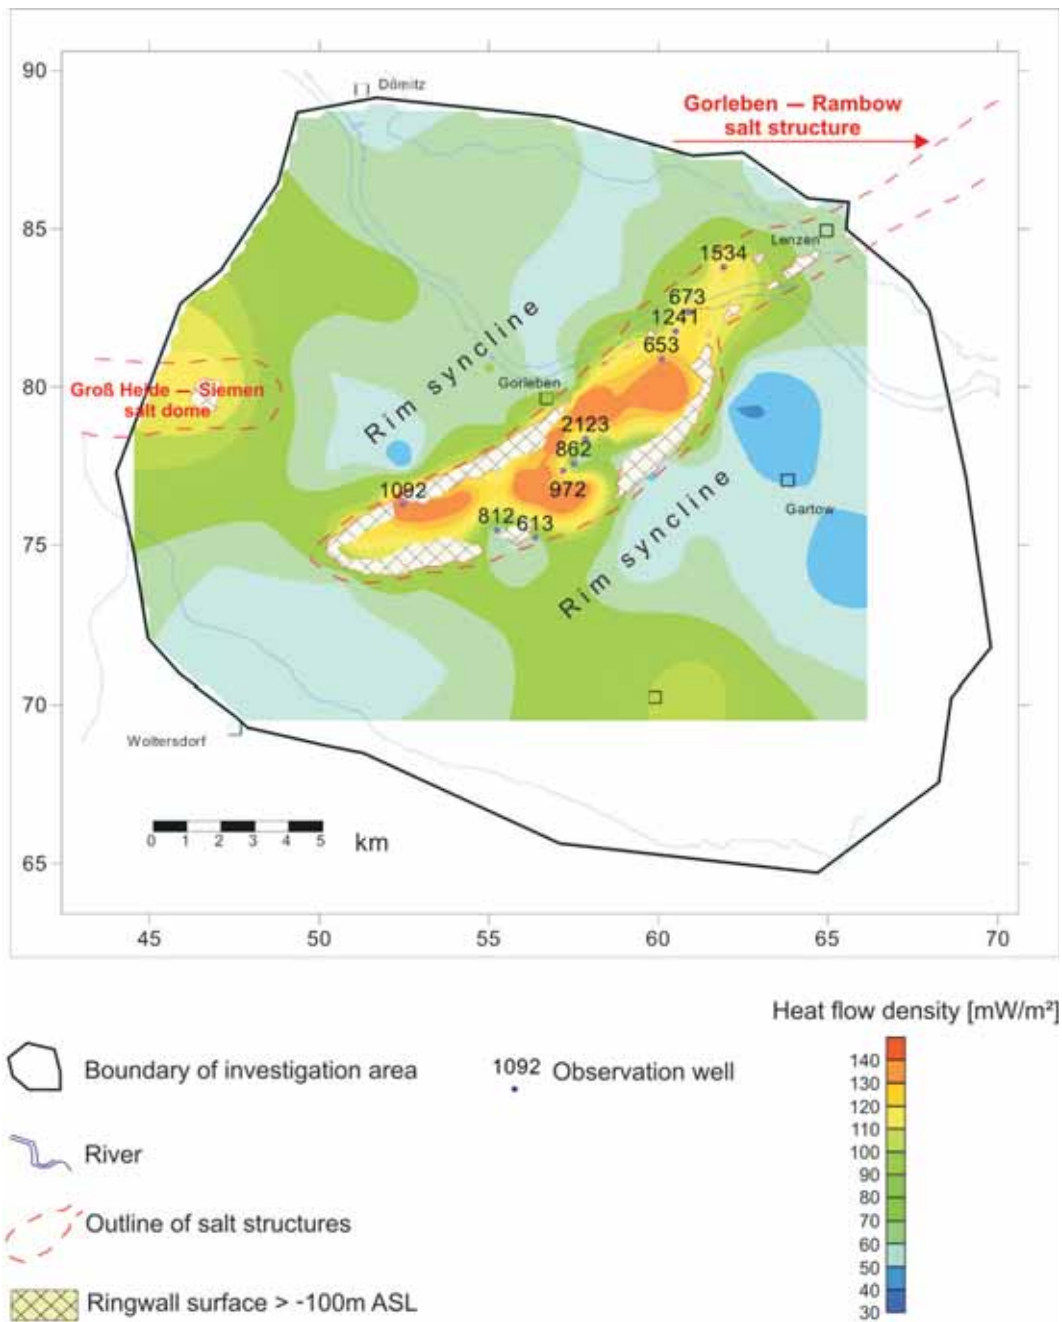 90
Dömitz
Gorleben — Rambow
salt structure
85
Lenzen
1534
673
1241
653
Rim syncline
80
Groß Heide — Siemen
salt dome
Gorleben
2123
862
972
1092
812
613
Rim syncline
Gartow
75
70
Woltersdorf
0 1 2 3 4 5
km
65
45 50 55 60 65 70
Heat flow density [mW/m²]
Boundary of investigation area
1092 Observation well
River
Outline of salt structures
Ringwall surface > -100m ASL
140
130
120
110
100
90
80
70
60
50
40
30